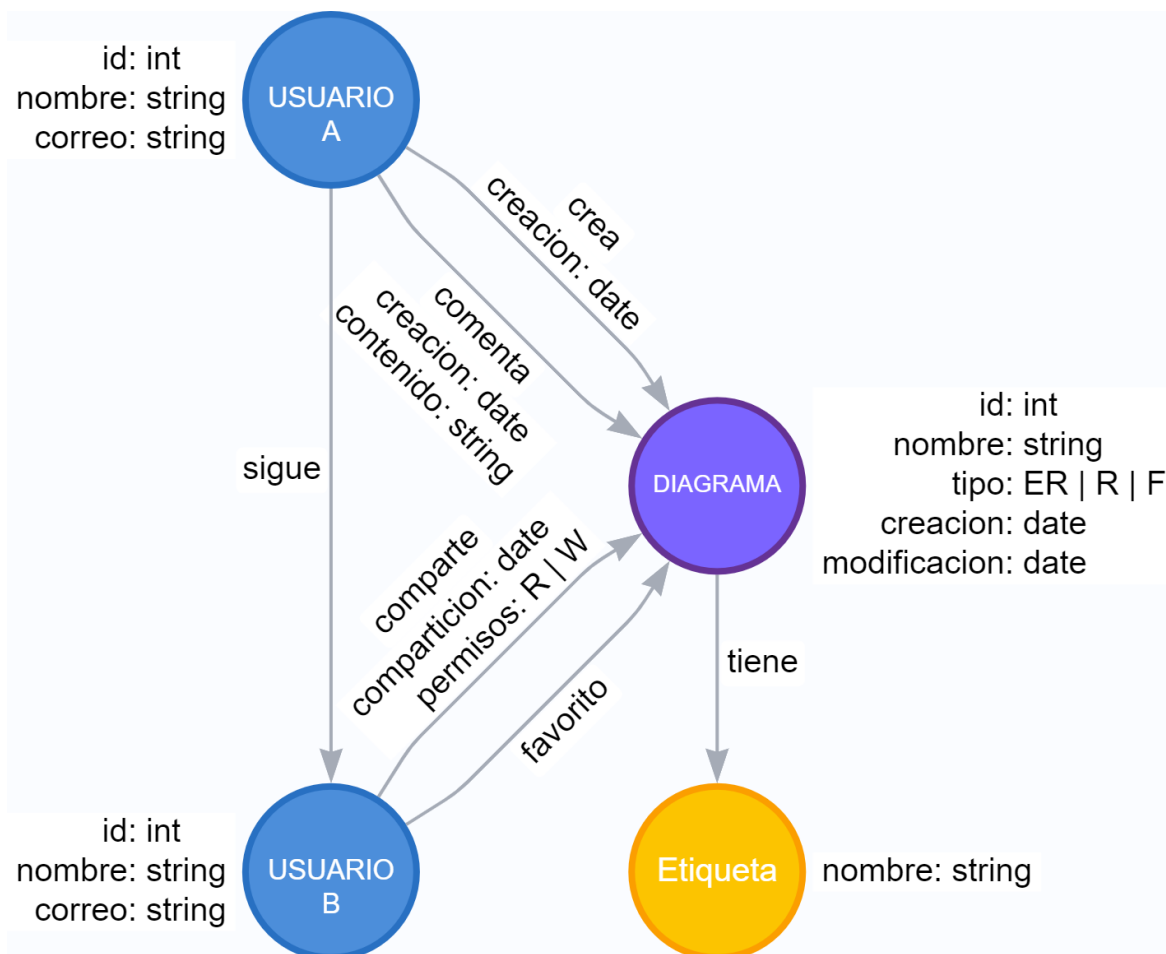 id: int
nombre: string
correo: string
USUARIO
A
crea
creacion: date
comenta
creacion: date
contenido: string
sigue
id: int
nombre: string
tipo: ER | R | F
creacion: date
modificacion: date
DIAGRAMA
comparte
comparticion: date
permisos: R | W
favorito
tiene
id: int
nombre: string
correo: string
USUARIO
B
Etiqueta
nombre: string